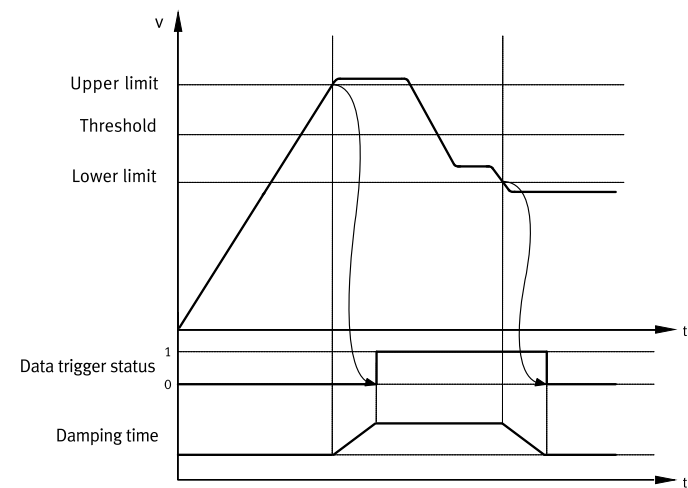 v
Upper limit
Threshold
Lower limit
t
1
Data trigger status
0
Damping time
t